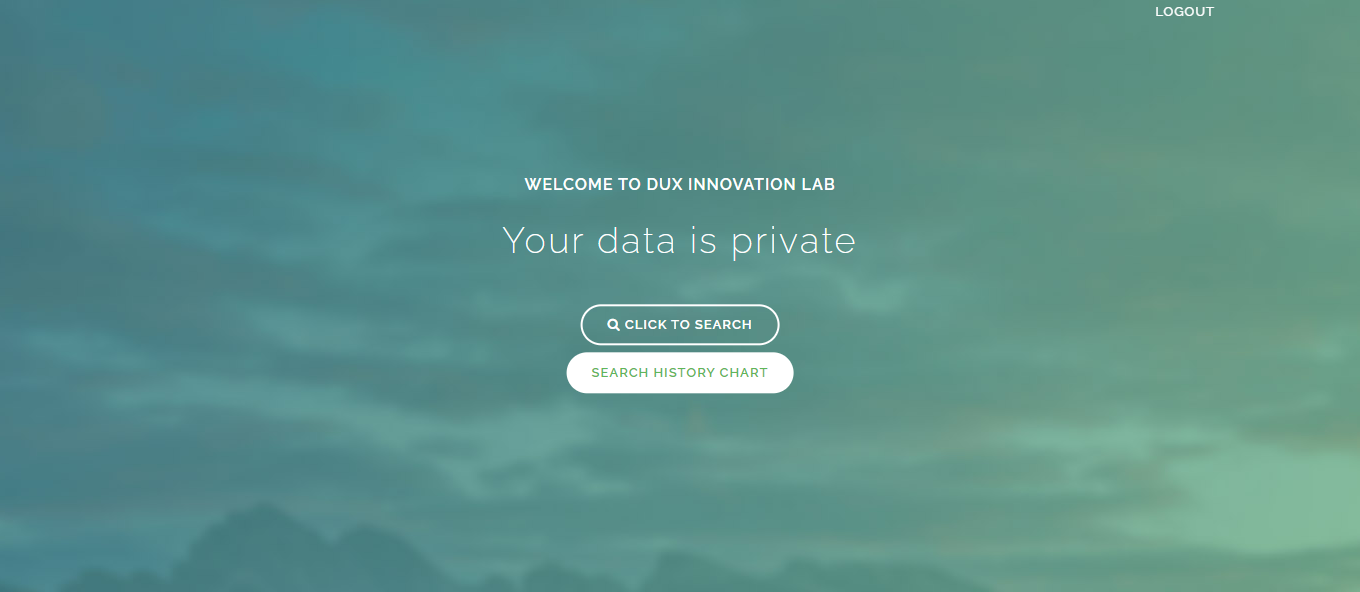 LOGOUT
WELCOME TO DUX INNOVATION LAB
Your data is private
CLICK TO SEARCH
SEARCH HISTORY CHART